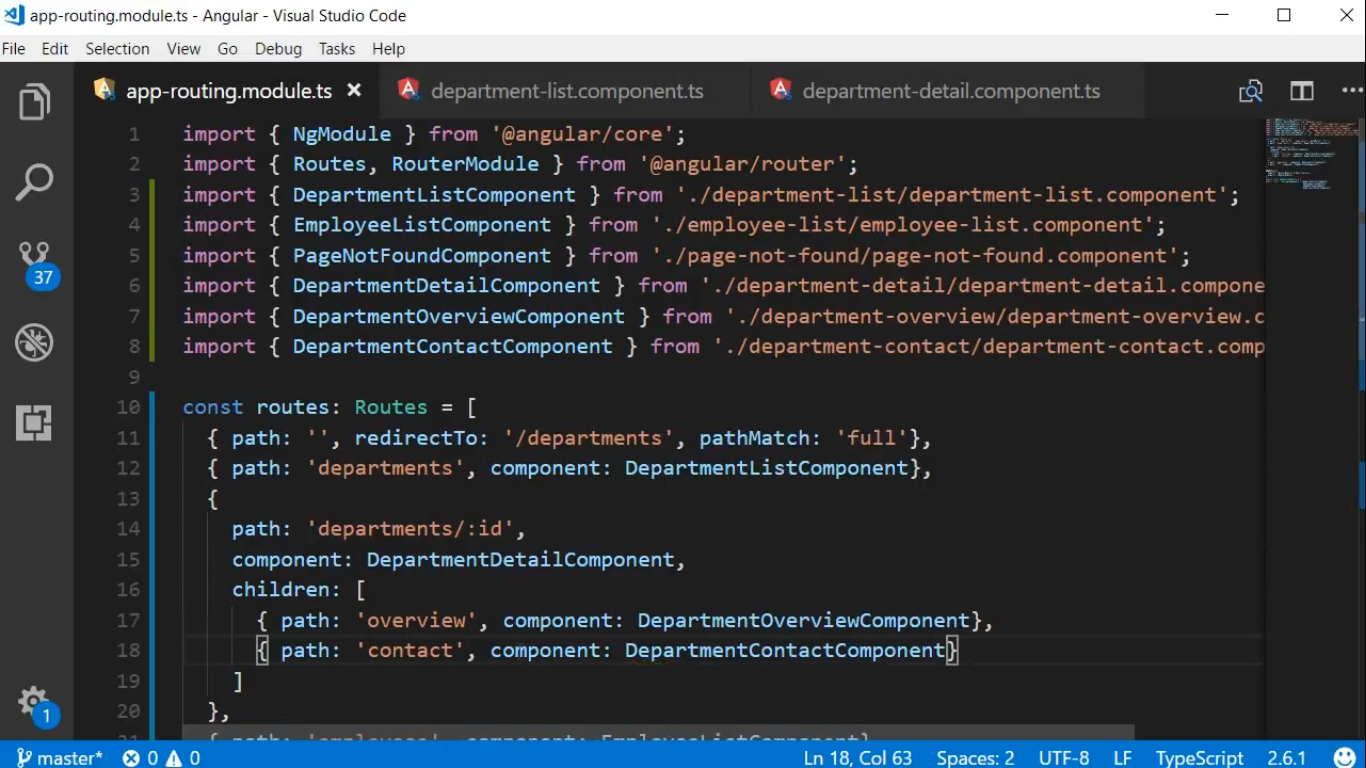 app-routing.module.ts - Angular - Visual Studio Code
File Edit Selection View Go Debug Tasks Help
app-routing.module.ts department-list.component.ts department-detail.component.ts
1 import { NgModule } from '@angular/core';
2 import { Routes, RouterModule } from '@angular/router';
3 import { DepartmentListComponent } from './department-list/department-list.component';
4 import { EmployeeListComponent } from './employee-list/employee-list.component';
5 import { PageNotFoundComponent } from './page-not-found/page-not-found.component';
6 import { DepartmentDetailComponent } from './department-detail/department-detail.compone
7 import { DepartmentOverviewComponent } from './department-overview/department-overview.c
8 import { DepartmentContactComponent } from './department-contact/department-contact.comp
9
10 const routes: Routes = [
11 { path: '', redirectTo: '/departments', pathMatch: 'full'},
12 { path: 'departments', component: DepartmentListComponent},
13 {
14 path: 'departments/:id',
15 component: DepartmentDetailComponent,
16 children: [
17 { path: 'overview', component: DepartmentOverviewComponent},
18 { path: 'contact', component: DepartmentContactComponent}
19 ]
20 },
21 { path: 'employees', component: EmployeeListComponent}
37
1
master* 0 0 Ln 18, Col 63 Spaces: 2 UTF-8 LF TypeScript 2.6.1